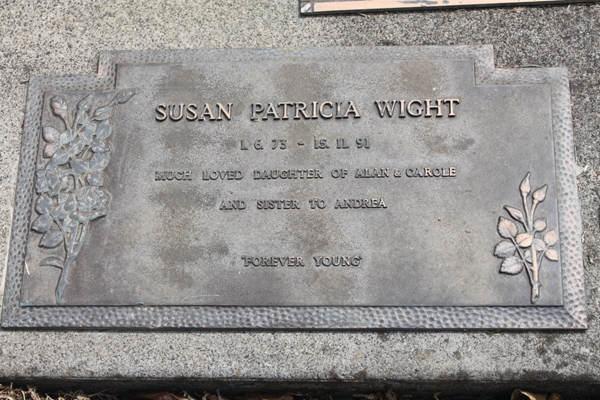 SUSAN PATRICIA WIGHT
1. 6. 73 - 15. 11. 91
MUCH LOVED DAUGHTER OF ALAN & CAROLE
AND SISTER TO ANDREA
"FOREVER YOUNG"